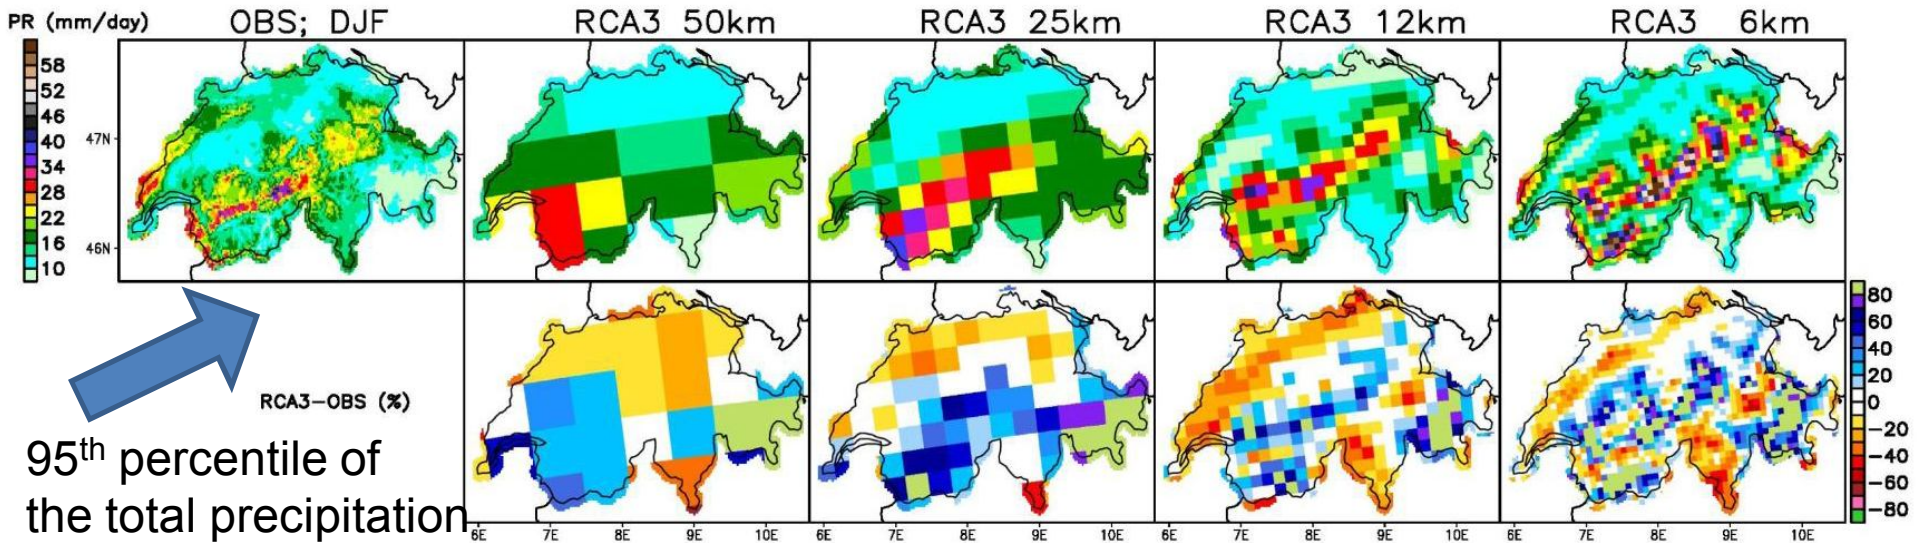 PR (mm/day)
OBS; DJF
RCA3 50km
RCA3 25km
RCA3 12km
RCA3 6km
58
52
46
40
34
28
22
16
10
47N
46N
RCA3-OBS (%)
95th percentile of
the total precipitation
80
60
40
20
0
-20
-40
-60
-80
6E 7E 8E 9E 10E
6E 7E 8E 9E 10E
6E 7E 8E 9E 10E
6E 7E 8E 9E 10E